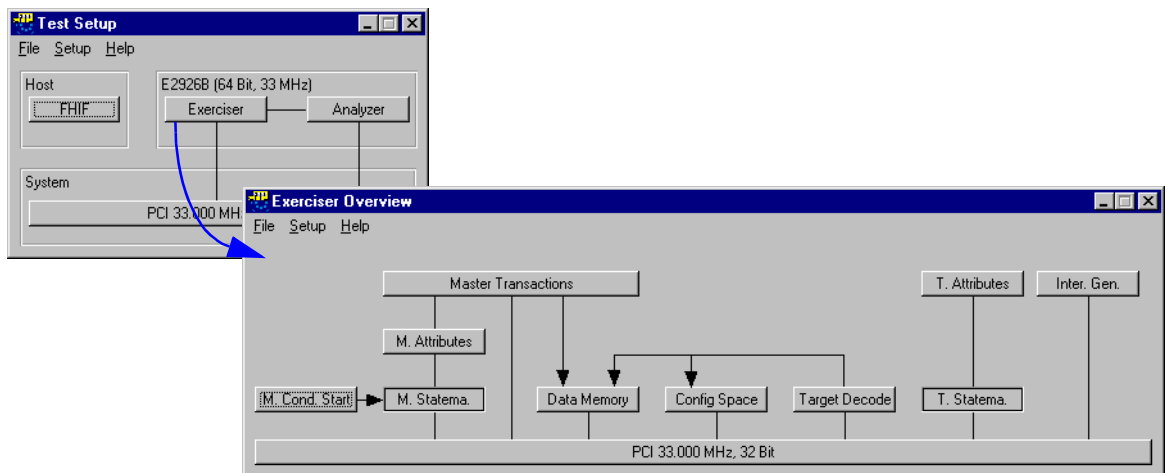 Test Setup
File Setup Help
Host
FHIF
E2926B (64 Bit, 33 MHz)
Exerciser
Analyzer
System
PCI 33.000 MH
Exerciser Overview
File Setup Help
Master Transactions
T. Attributes
Inter. Gen.
M. Attributes
M. Cond. Start
M. Statema.
Data Memory
Config Space
Target Decode
T. Statema.
PCI 33.000 MHz, 32 Bit